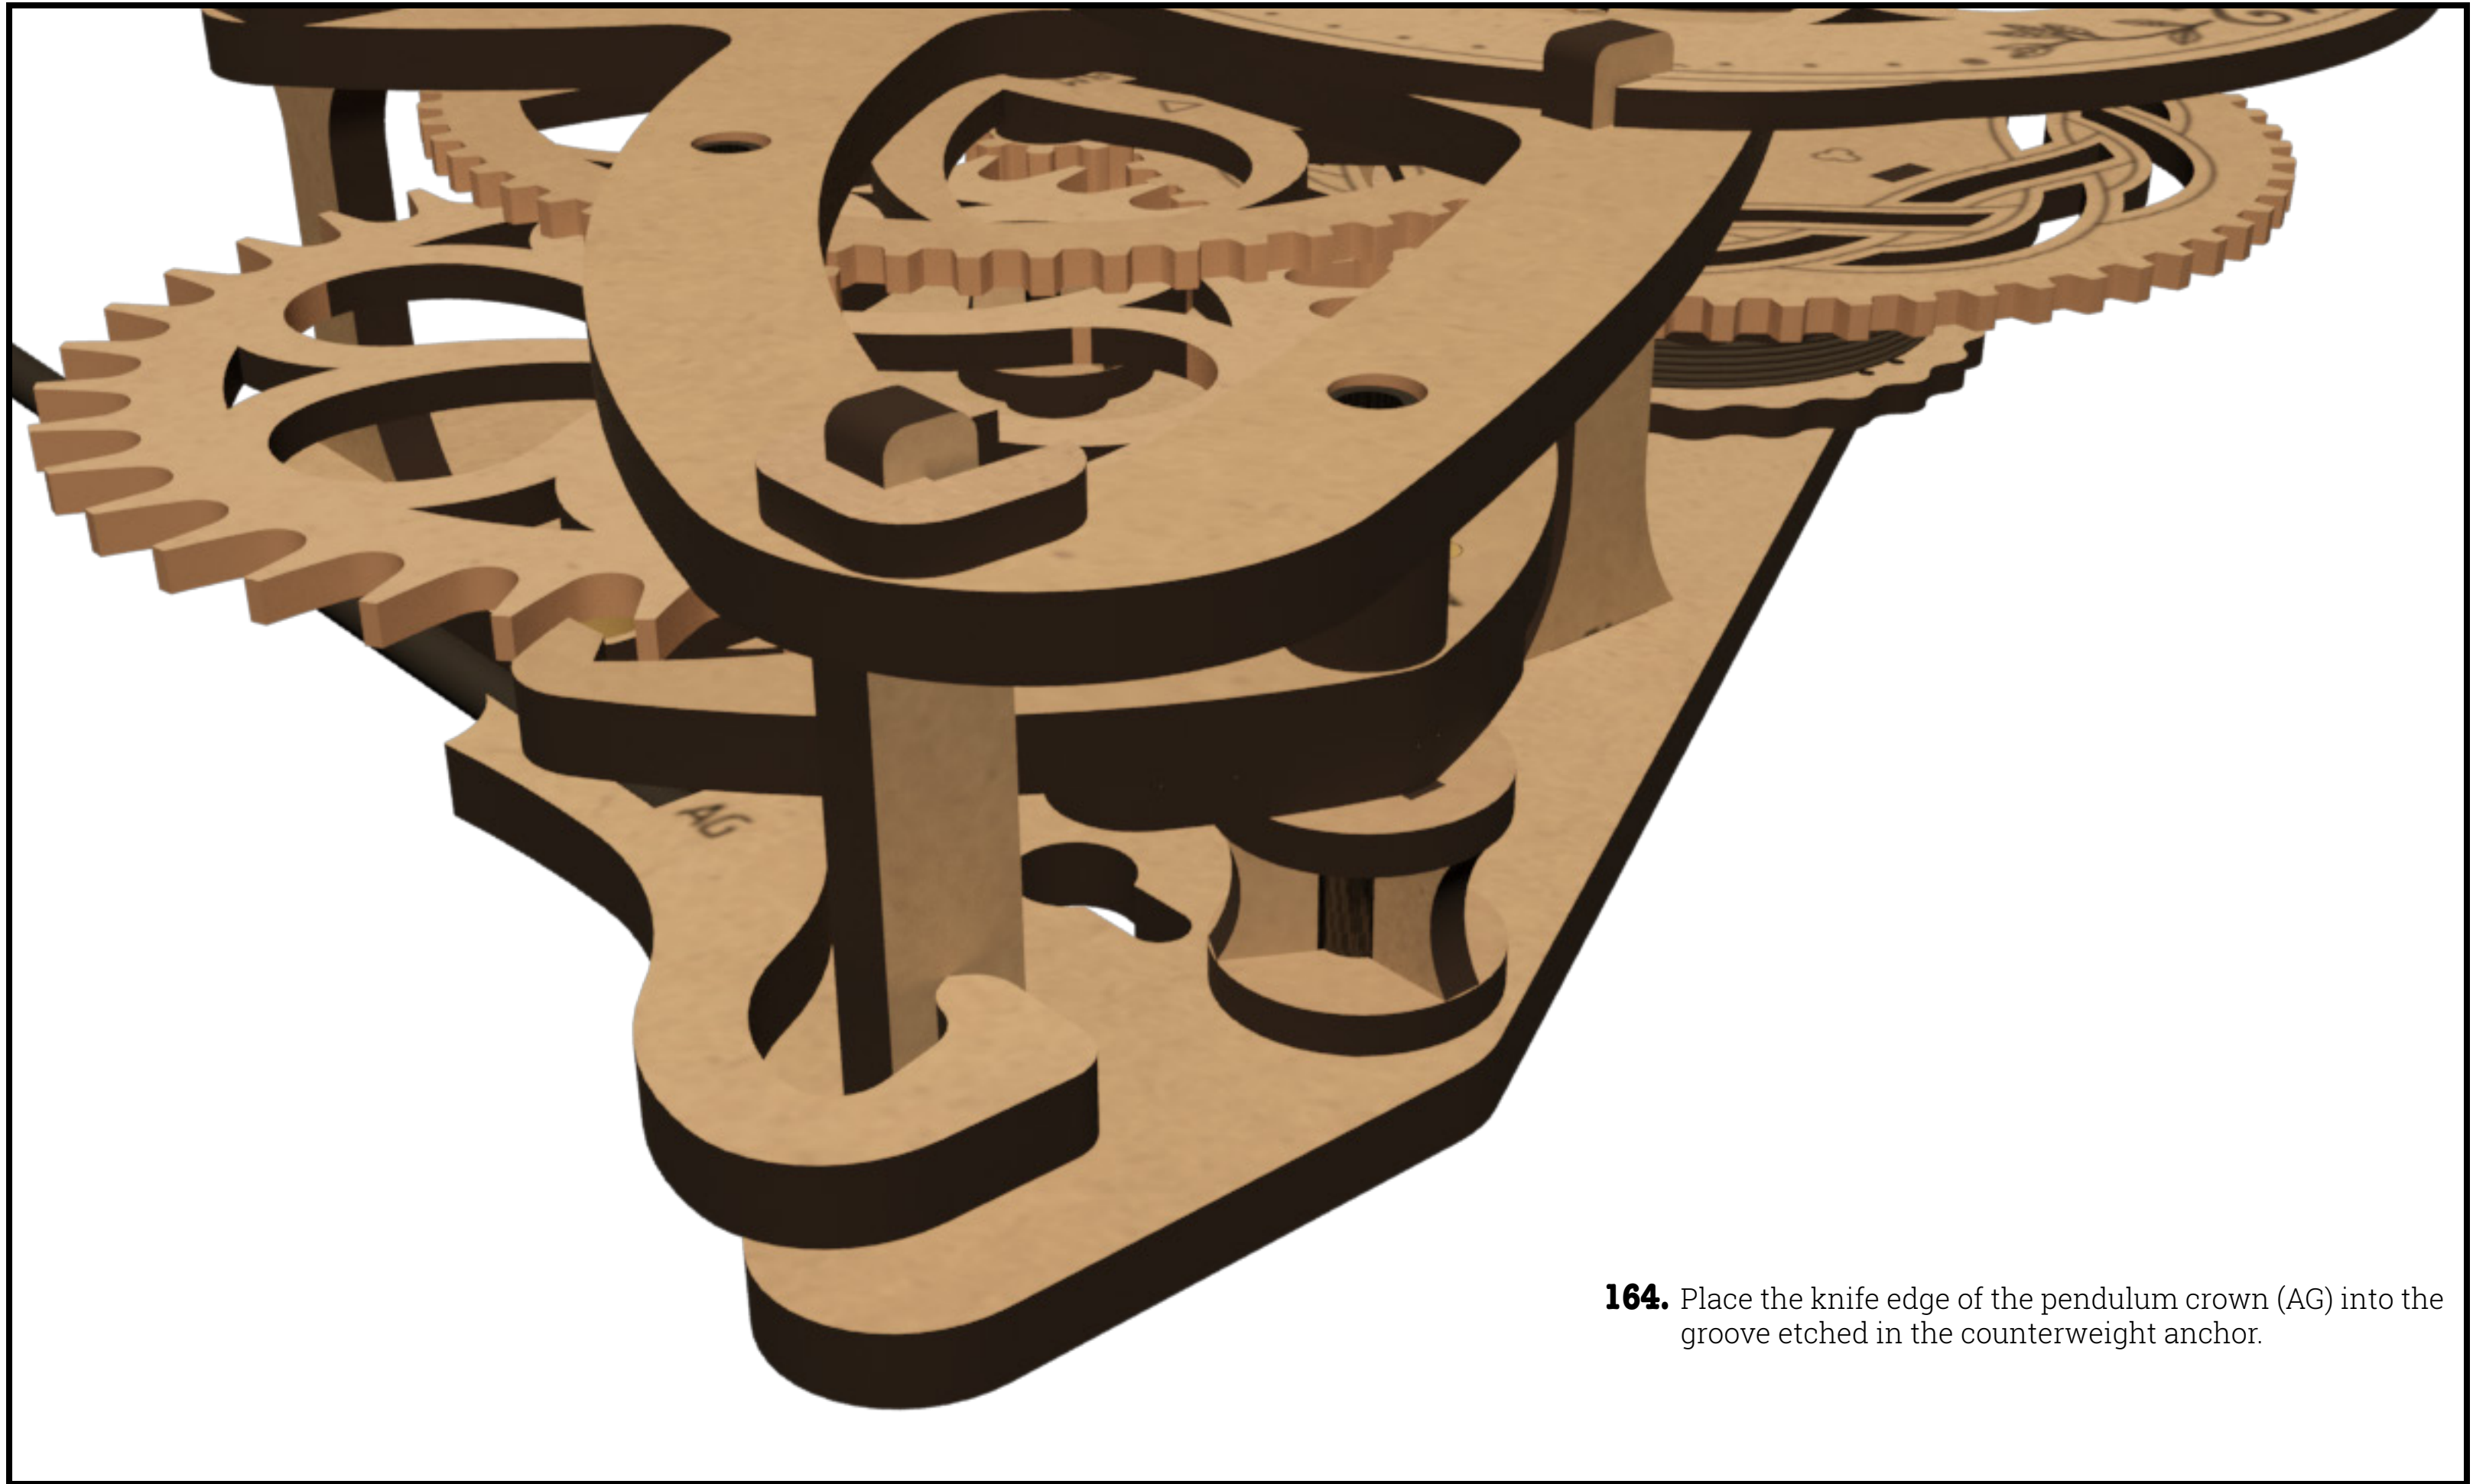 AG
164. Place the knife edge of the pendulum crown (AG) into the
groove etched in the counterweight anchor.